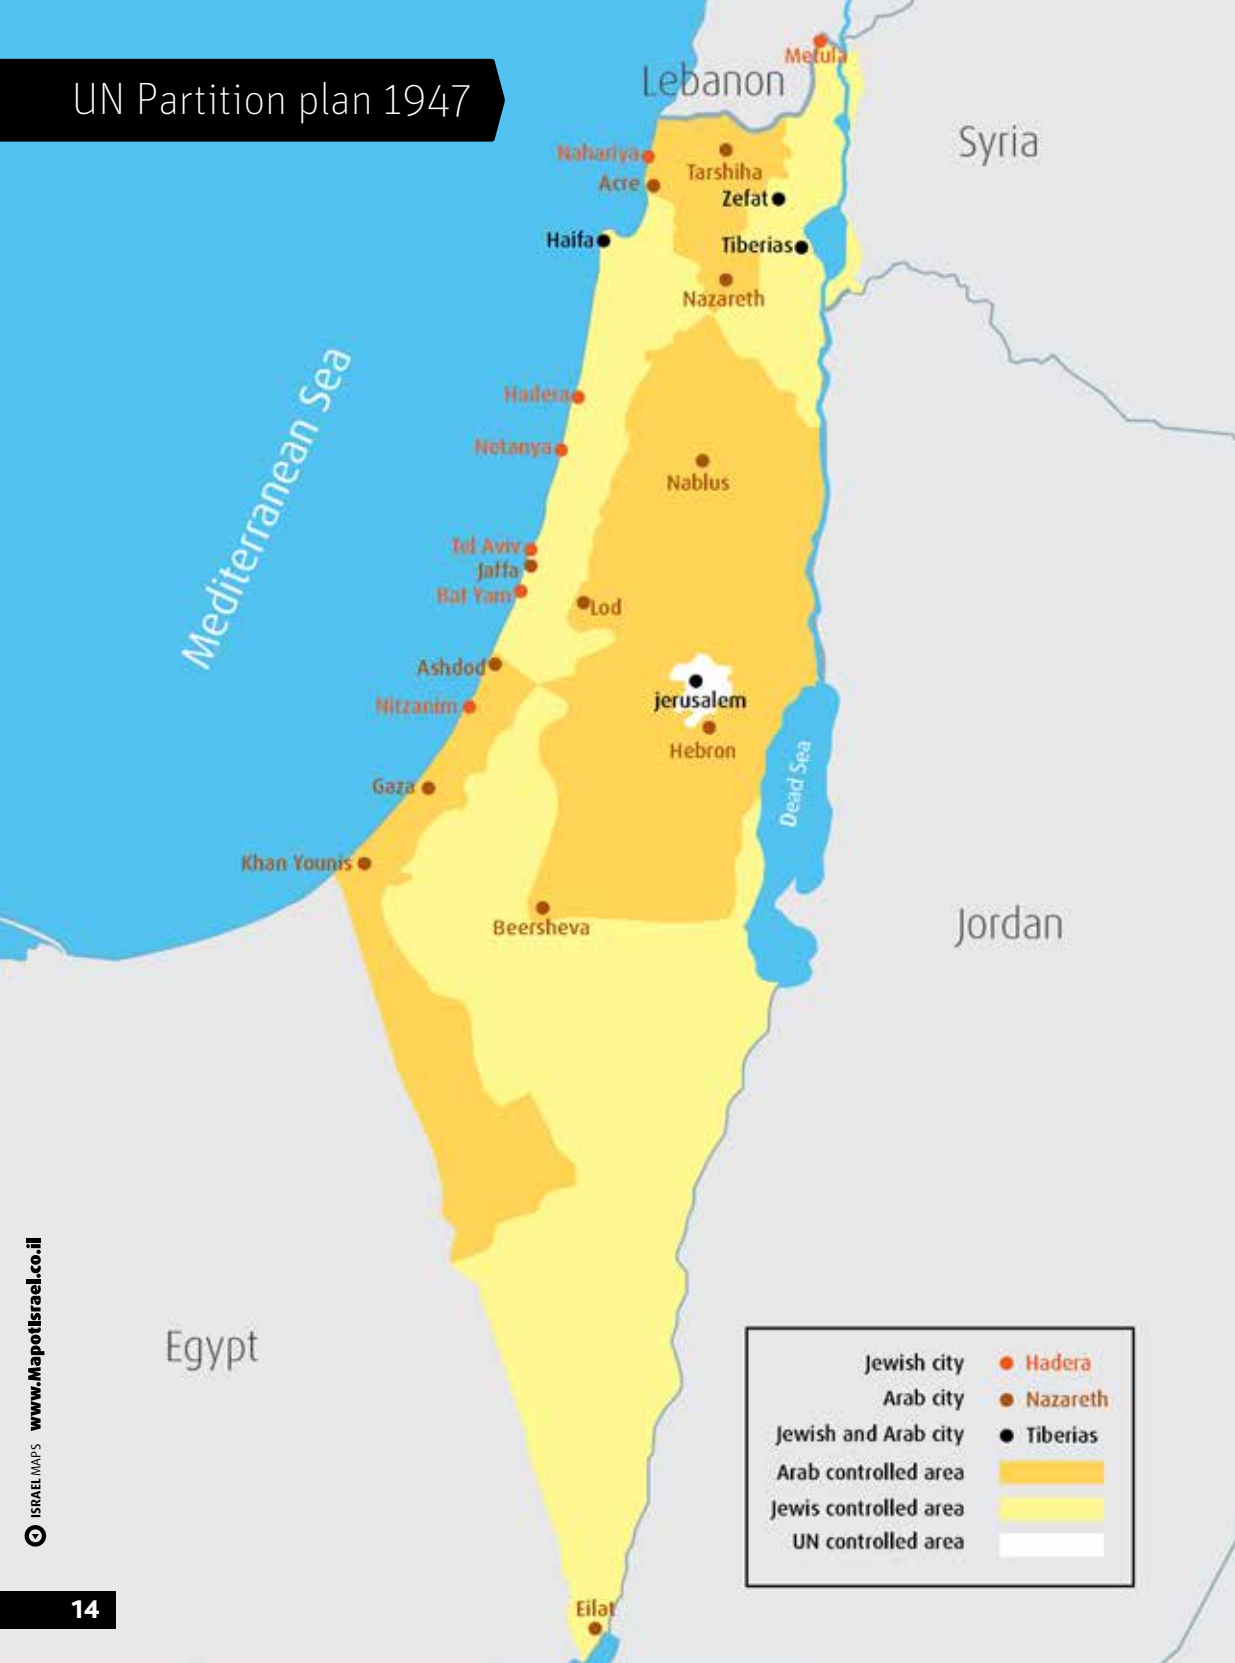 UN Partition plan 1947
Lebanon
Metula
Syria
Nahariya
Acre
Tarshiha
Zefat
Haifa
Tiberias
Nazareth
Mediterranean Sea
Hadera
Netanya
Nablus
Tel Aviv
Jaffa
Bat Yam
Lod
Ashdod
Nitzanim
jerusalem
Hebron
Dead Sea
Gaza
Khan Younis
Beersheva
Jordan
Egypt
Eilat
Jewish city Hadera
Arab city Nazareth
Jewish and Arab city Tiberias
Arab controlled area
Jewis controlled area
UN controlled area
ISRAEL MAPS www.MapotIsrael.co.il
14